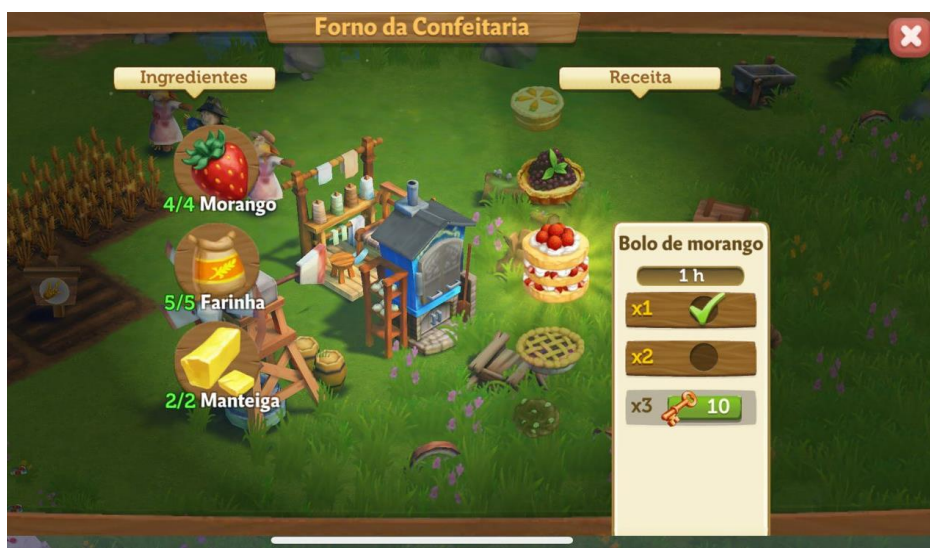 Forno da Confeitaria
Ingredientes
Receita
4/4 Morango
5/5 Farinha
2/2 Manteiga
Bolo de morango
1 h
x1
x2
x3 10